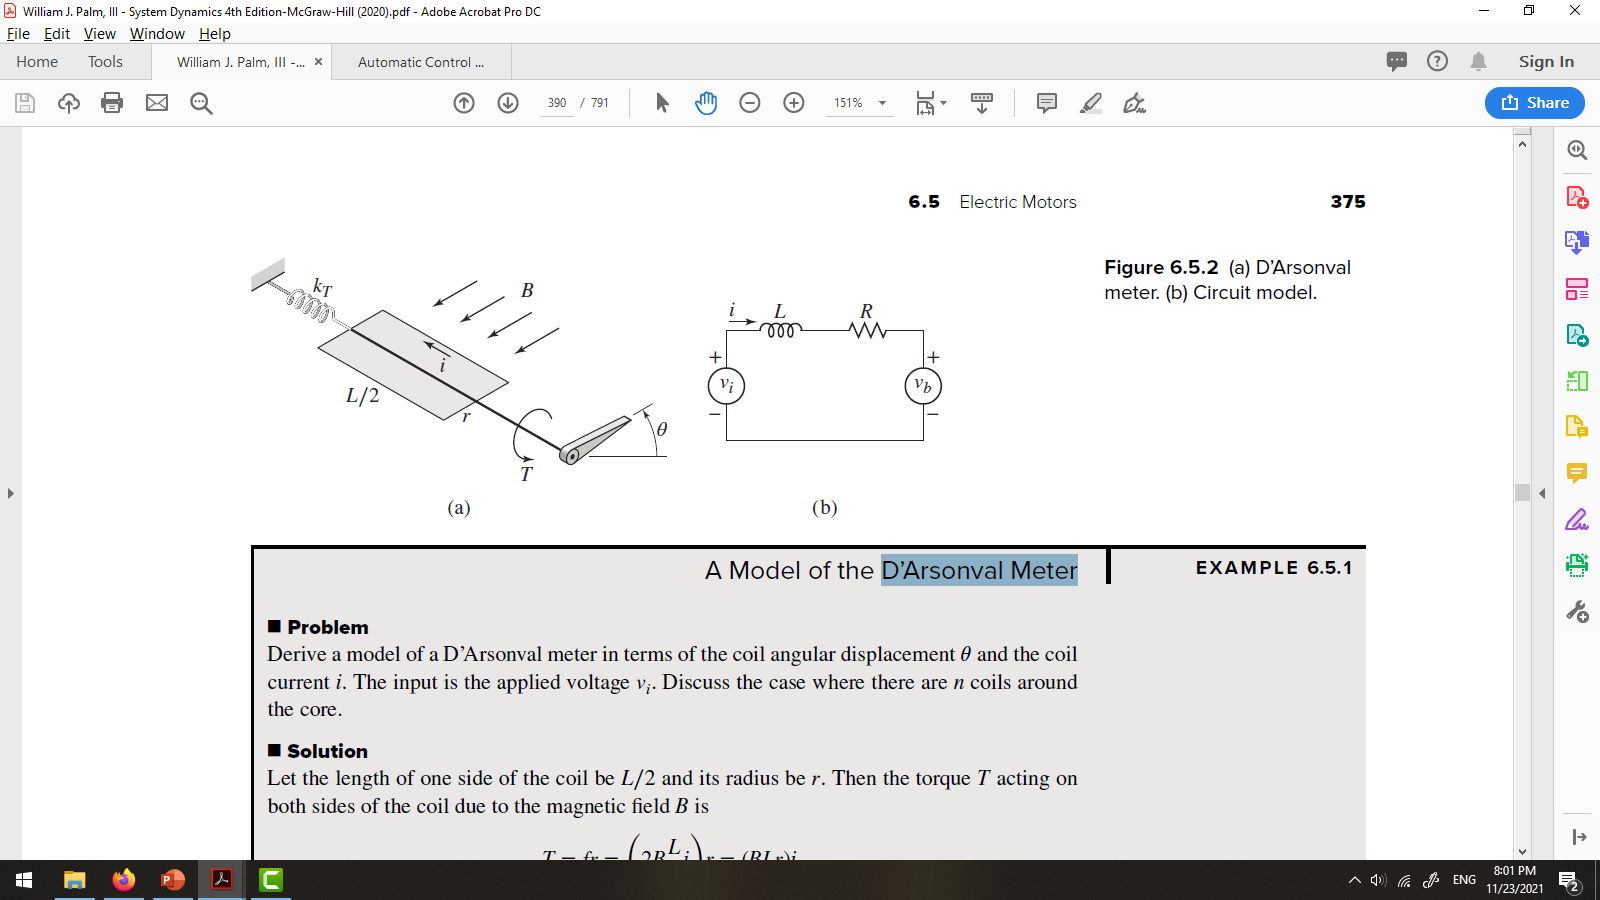 William J. Palm, III - System Dynamics 4th Edition-McGraw-Hill (2020).pdf - Adobe Acrobat Pro DC
File Edit View Window Help
Home Tools William J. Palm, III -... × Automatic Control ... Sign In
390 / 791 151% Share
6.5 Electric Motors 375
Figure 6.5.2 (a) D’Arsonval
meter. (b) Circuit model.
kT
B
i
L/2
r
θ
T
(a)
i L R
+ +
vi vb
− −
(b)
A Model of the D’Arsonval Meter EXAMPLE 6.5.1
■ Problem
Derive a model of a D’Arsonval meter in terms of the coil angular displacement θ and the coil
current i. The input is the applied voltage vi. Discuss the case where there are n coils around
the core.
■ Solution
Let the length of one side of the coil be L/2 and its radius be r. Then the torque T acting on
both sides of the coil due to the magnetic field B is
ENG 8:01 PM
11/23/2021 2